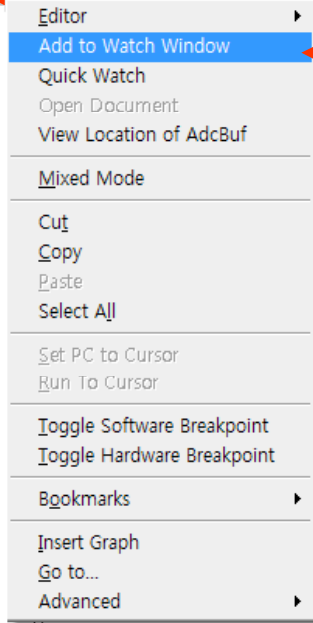 Editor
Add to Watch Window
Quick Watch
Open Document
View Location of AdcBuf
Mixed Mode
Cut
Copy
Paste
Select All
Set PC to Cursor
Run To Cursor
Toggle Software Breakpoint
Toggle Hardware Breakpoint
Bookmarks
Insert Graph
Go to...
Advanced